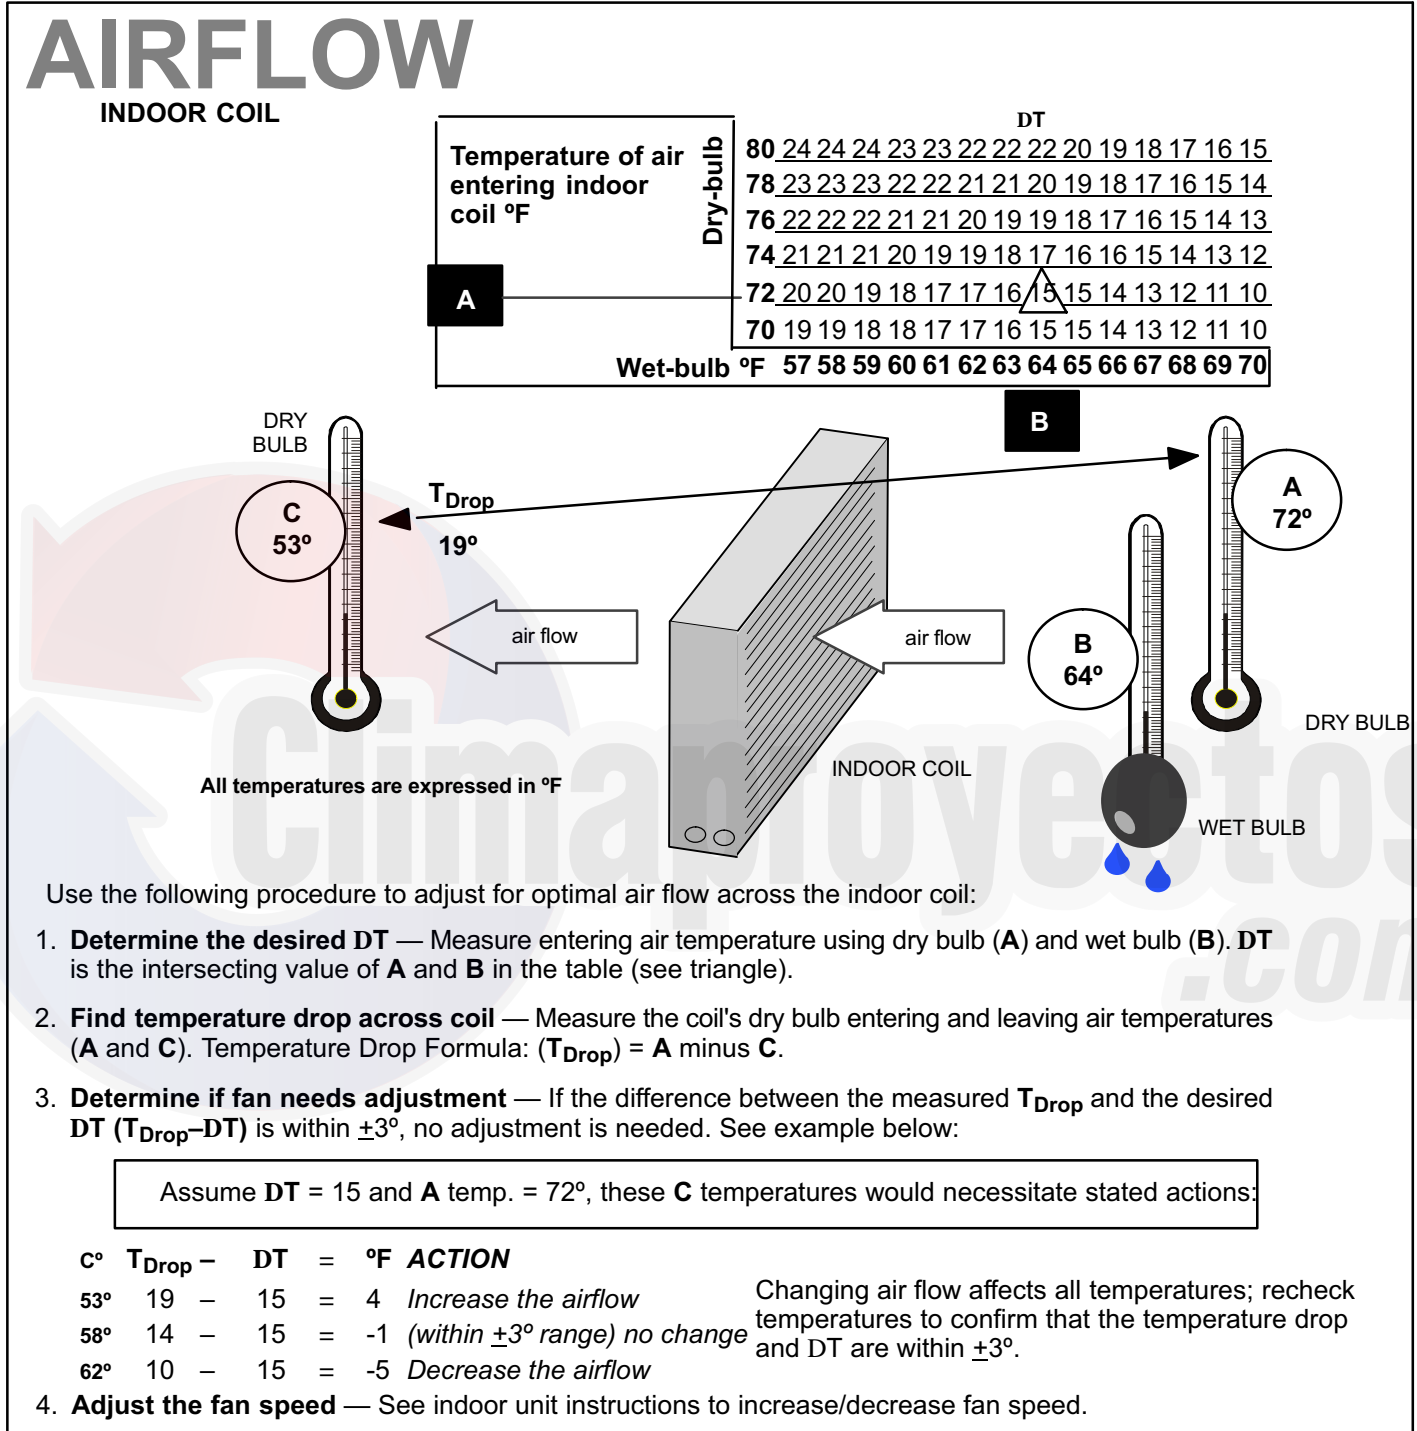 AIRFLOW
INDOOR COIL
DT
Temperature of air
entering indoor
coil ºF
Dry-bulb
80 24 24 24 23 23 22 22 22 20 19 18 17 16 15
78 23 23 23 22 22 21 21 20 19 18 17 16 15 14
76 22 22 22 21 21 20 19 19 18 17 16 15 14 13
74 21 21 21 20 19 19 18 17 16 16 15 14 13 12
A
72 20 20 19 18 17 17 16 15 15 14 13 12 11 10
70 19 19 18 18 17 17 16 15 15 14 13 12 11 10
Wet-bulb ºF 57 58 59 60 61 62 63 64 65 66 67 68 69 70
B
DRY
BULB
C
53º
TDrop
19º
A
72º
air flow
air flow
B
64º
DRY BULB
INDOOR COIL
All temperatures are expressed in ºF
WET BULB
Climaproyectos
.com
Use the following procedure to adjust for optimal air flow across the indoor coil:
1. Determine the desired DT — Measure entering air temperature using dry bulb (A) and wet bulb (B). DT
is the intersecting value of A and B in the table (see triangle).
2. Find temperature drop across coil — Measure the coil's dry bulb entering and leaving air temperatures
(A and C). Temperature Drop Formula: (TDrop) = A minus C.
3. Determine if fan needs adjustment — If the difference between the measured TDrop and the desired
DT (TDrop–DT) is within ±3º, no adjustment is needed. See example below:
Assume DT = 15 and A temp. = 72º, these C temperatures would necessitate stated actions:
Cº TDrop – DT = ºF ACTION
53º 19 – 15 = 4 Increase the airflow
58º 14 – 15 = -1 (within ±3º range) no change
62º 10 – 15 = -5 Decrease the airflow
Changing air flow affects all temperatures; recheck
temperatures to confirm that the temperature drop
and DT are within ±3º.
4. Adjust the fan speed — See indoor unit instructions to increase/decrease fan speed.